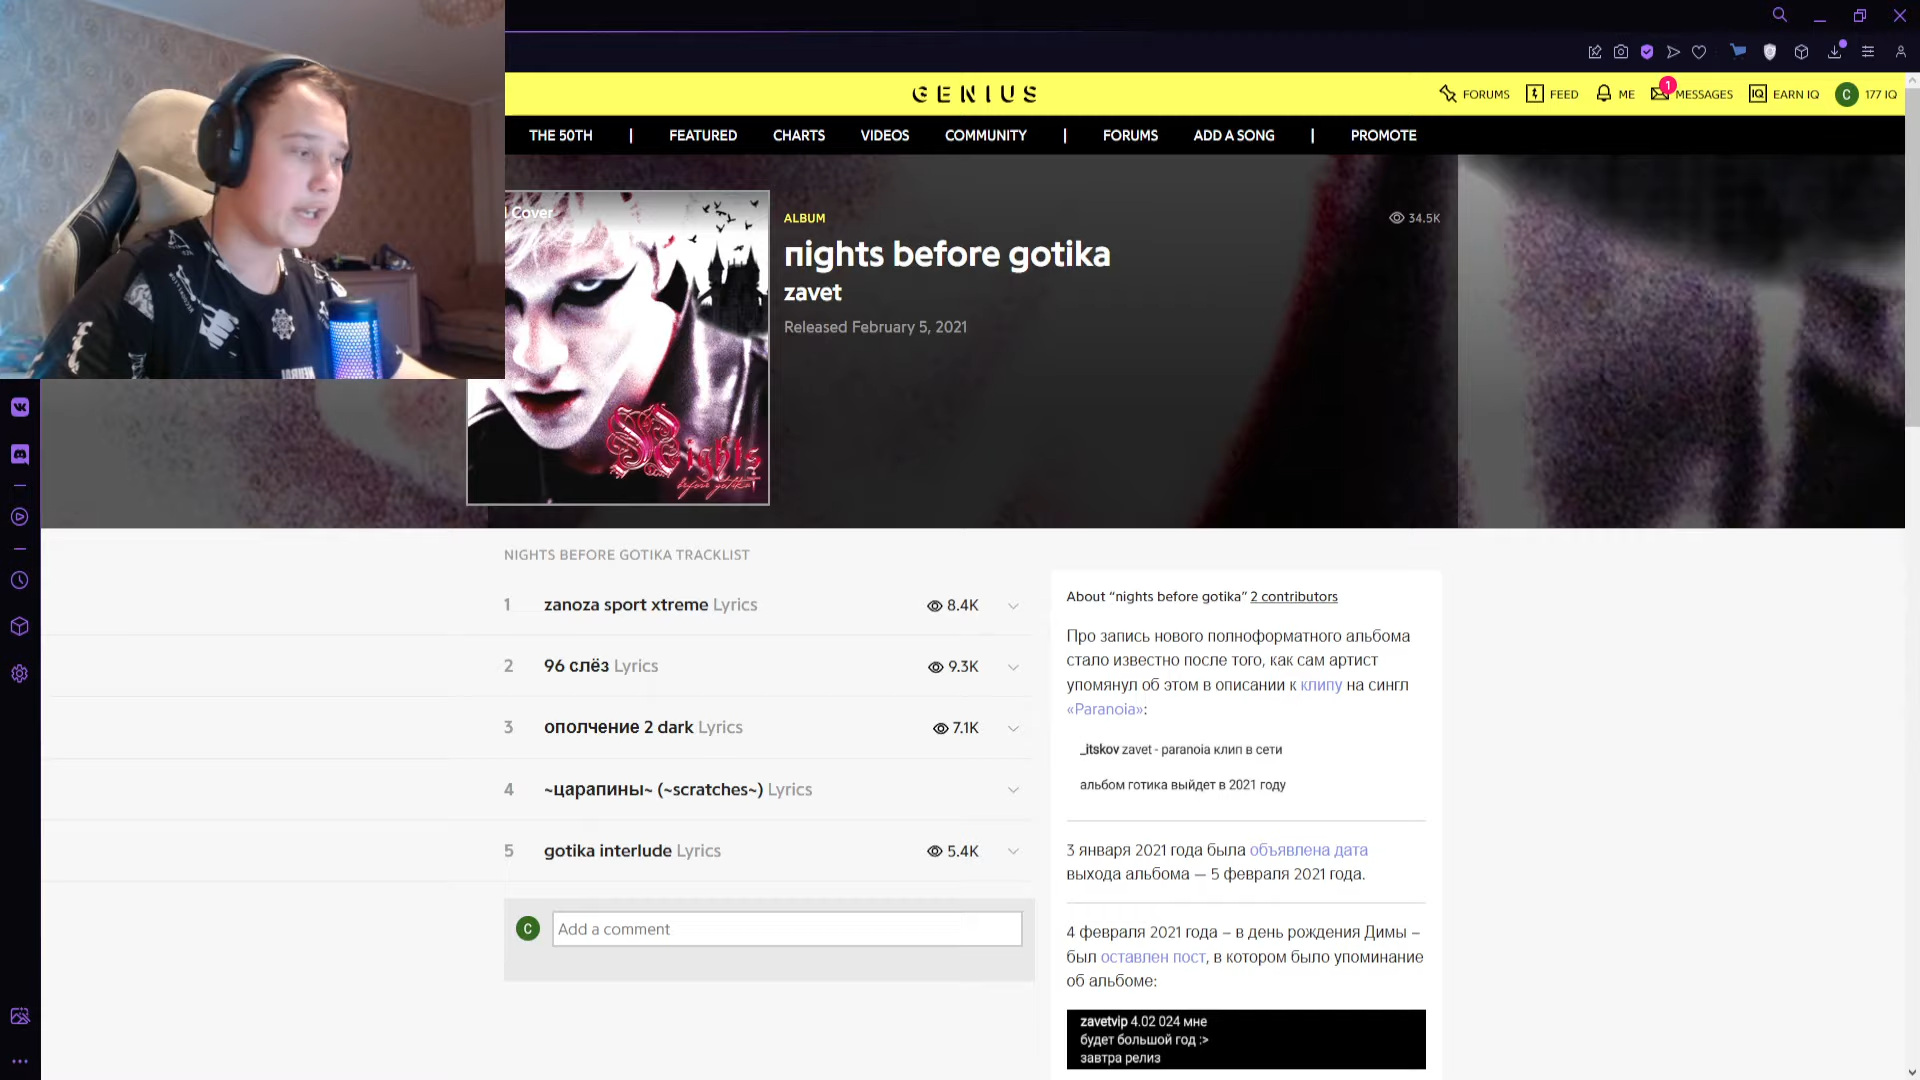 GENIUS
FORUMS
FEED
ME
1
MESSAGES
IQ
EARN IQ
C
177 IQ
THE 50TH | FEATURED CHARTS VIDEOS COMMUNITY | FORUMS ADD A SONG | PROMOTE
l Cover
ALBUM
34.5K
nights before gotika
zavet
Released February 5, 2021
Nights
before gotika
NIGHTS BEFORE GOTIKA TRACKLIST
1 zanoza sport xtreme Lyrics 8.4K
2 96 слёз Lyrics 9.3K
3 ополчение 2 dark Lyrics 7.1K
4 ~царапины~ (~scratches~) Lyrics
5 gotika interlude Lyrics 5.4K
C
Add a comment
About “nights before gotika” 2 contributors
Про запись нового полноформатного альбома
стало известно после того, как сам артист
упомянул об этом в описании к клипу на сингл
«Paranoia»:
_itskov zavet - paranoia клип в сети
альбом готика выйдет в 2021 году
3 января 2021 года была объявлена дата
выхода альбома — 5 февраля 2021 года.
4 февраля 2021 года – в день рождения Димы –
был оставлен пост, в котором было упоминание
об альбоме:
zavetvip 4.02 024 мне
будет большой год :>
завтра релиз